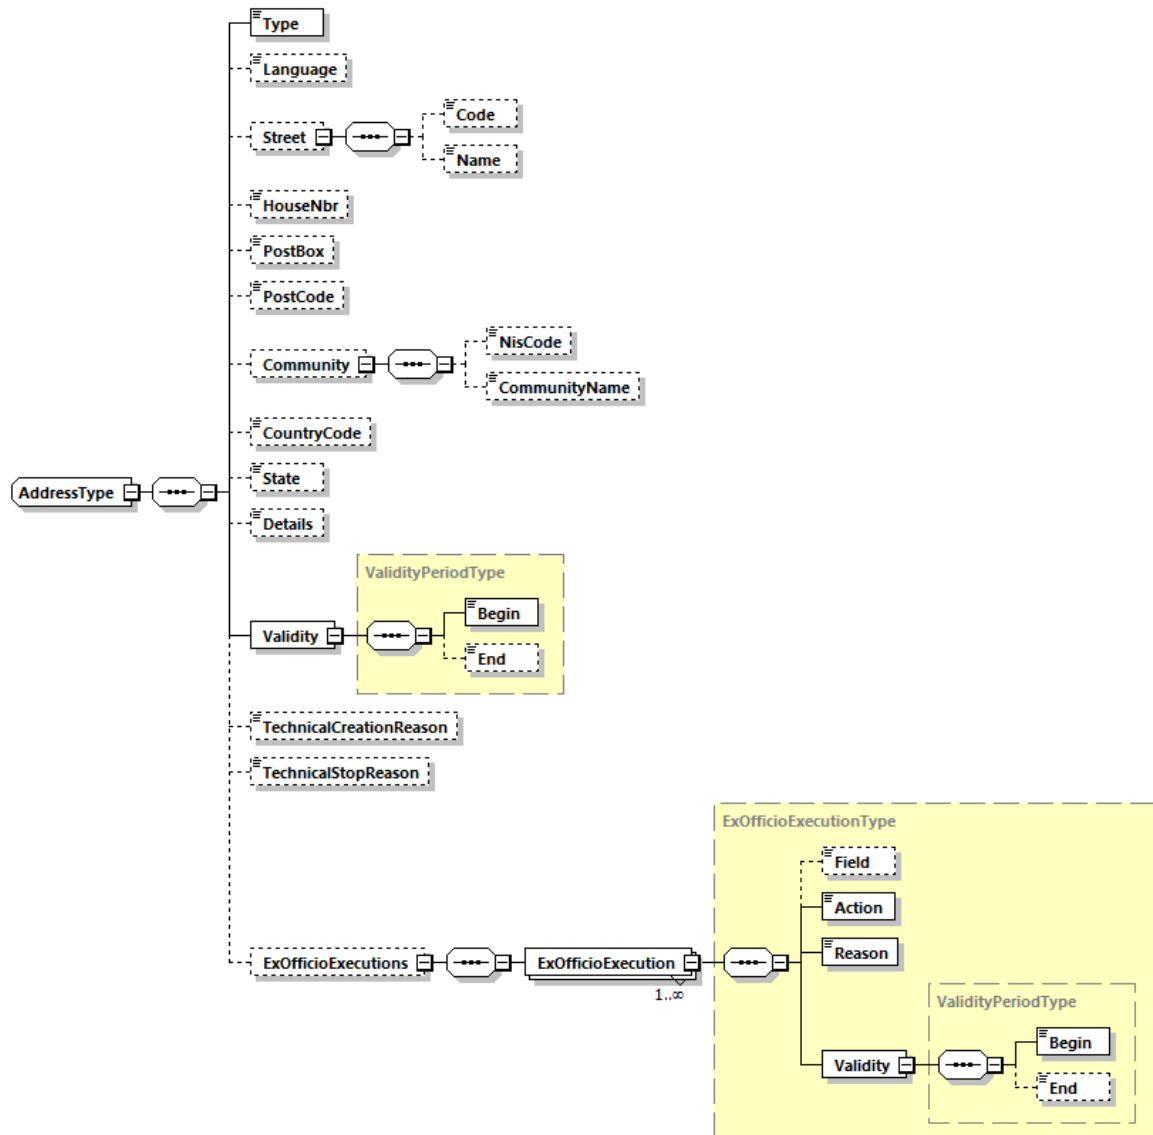 Type
Language
Street
Code
Name
HouseNbr
PostBox
PostCode
Community
NisCode
CommunityName
CountryCode
State
AddressType
Details
ValidityPeriodType
Validity
Begin
End
TechnicalCreationReason
TechnicalStopReason
ExOfficioExecutionType
Field
Action
Reason
ExOfficioExecutions
ExOfficioExecution
1..∞
ValidityPeriodType
Validity
Begin
End